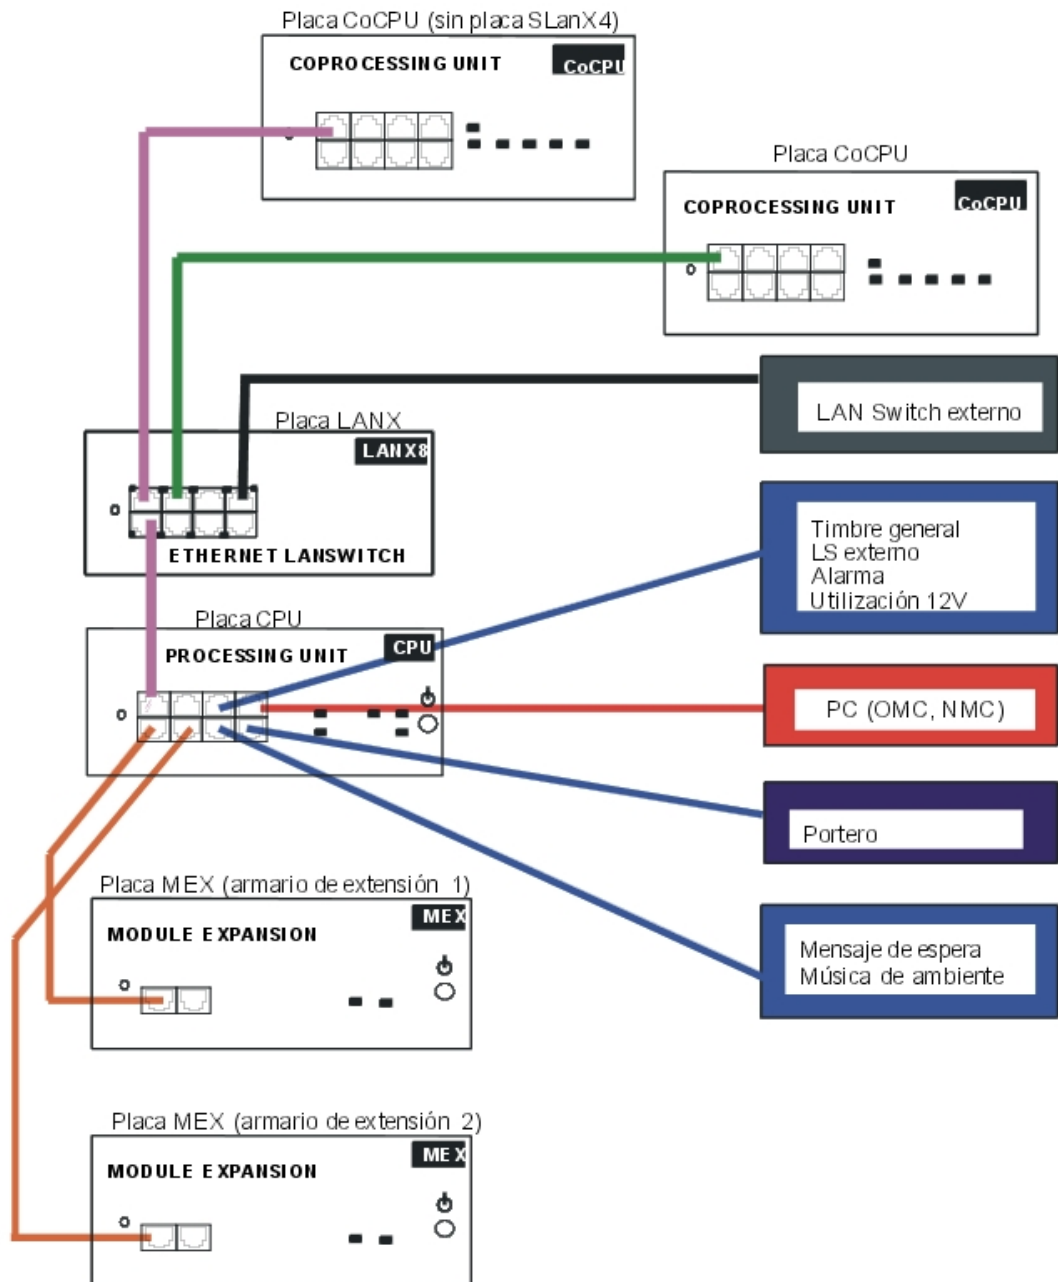 Placa CoCPU (sin placa SLanX4)
COPROCESSING UNIT
CoCPU
Placa CoCPU
COPROCESSING UNIT
CoCPU
LAN Switch externo
Placa LANX
LANX8
ETHERNET LANSWITCH
Timbre general
LS externo
Alarma
Utilización 12V
Placa CPU
PROCESSING UNIT
CPU
PC (OMC, NMC)
Portero
Placa MEX (armario de extensión 1)
MEX
MODULE EXPANSION
Mensaje de espera
Música de ambiente
Placa MEX (armario de extensión 2)
MEX
MODULE EXPANSION